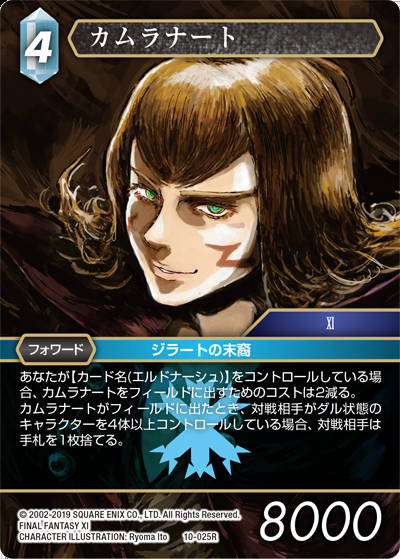 4
カムラナート
XI
フォワード
ジラートの末裔
あなたが【カード名(エルドナーシュ)】をコントロールしている場
合、カムラナートをフィールドに出すためのコストは2減る。
カムラナートがフィールドに出たとき、対戦相手がダル状態の
キャラクターを4体以上コントロールしている場合、対戦相手は
手札を1枚捨てる。
© 2002-2019 SQUARE ENIX CO., LTD. All Rights Reserved.
FINAL FANTASY XI
CHARACTER ILLUSTRATION: Ryoma Ito 10-025R
8000